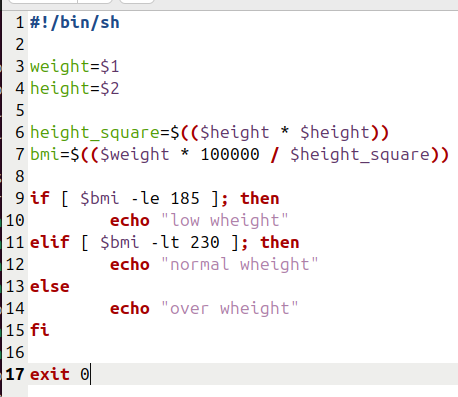 1 #!/bin/sh
2
3 weight=$1
4 height=$2
5
6 height_square=$(($height * $height))
7 bmi=$(($weight * 100000 / $height_square))
8
9 if [ $bmi -le 185 ]; then
10         echo "low wheight"
11 elif [ $bmi -lt 230 ]; then
12         echo "normal wheight"
13 else
14         echo "over wheight"
15 fi
16
17 exit 0